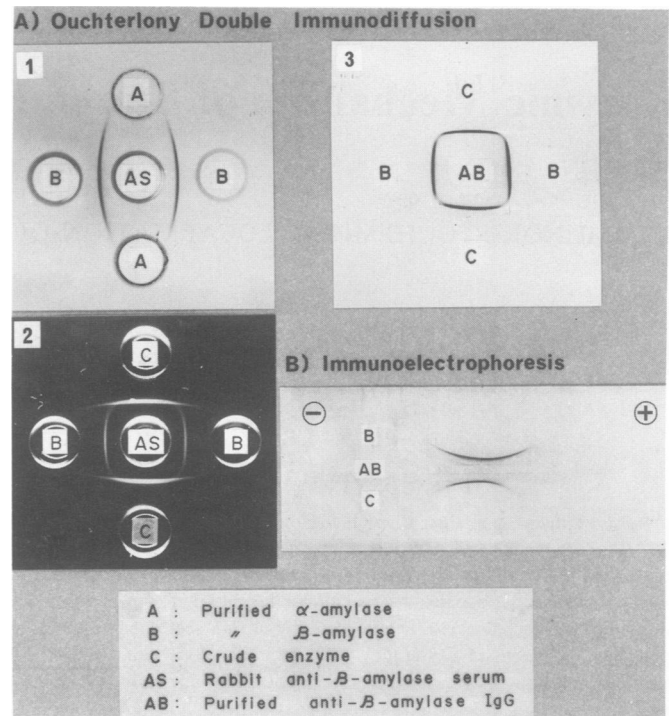 A) Ouchterlony Double Immunodiffusion
1
A
B AS B
A
3
C
B AB B
C
2
C
B AS B
C
B) Immunoelectrophoresis
− +
B
AB
C
A : Purified α-amylase
B : 〃 β-amylase
C : Crude enzyme
AS : Rabbit anti-β-amylase serum
AB : Purified anti-β-amylase IgG